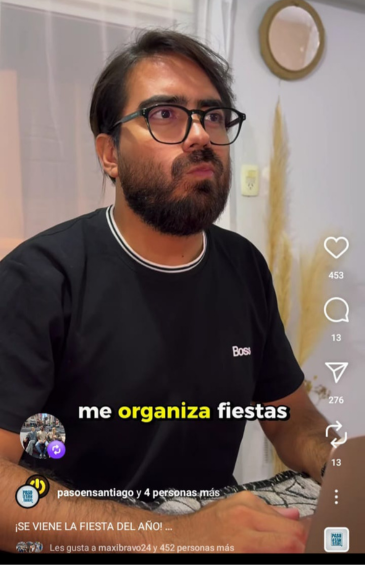 453
13
Boss
me organiza fiestas
276
13
pasoensantiago y 4 personas más
¡SE VIENE LA FIESTA DEL AÑO! ...
Les gusta a maxibravo24 y 452 personas más